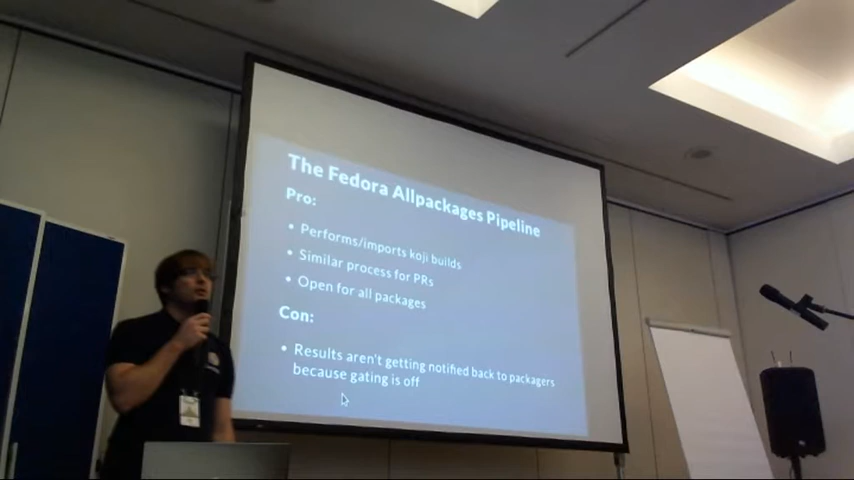 The Fedora Allpackages Pipeline
Pro:
• Performs/imports koji builds
• Similar process for PRs
• Open for all packages
Con:
• Results aren't getting notified back to packagers
because gating is off